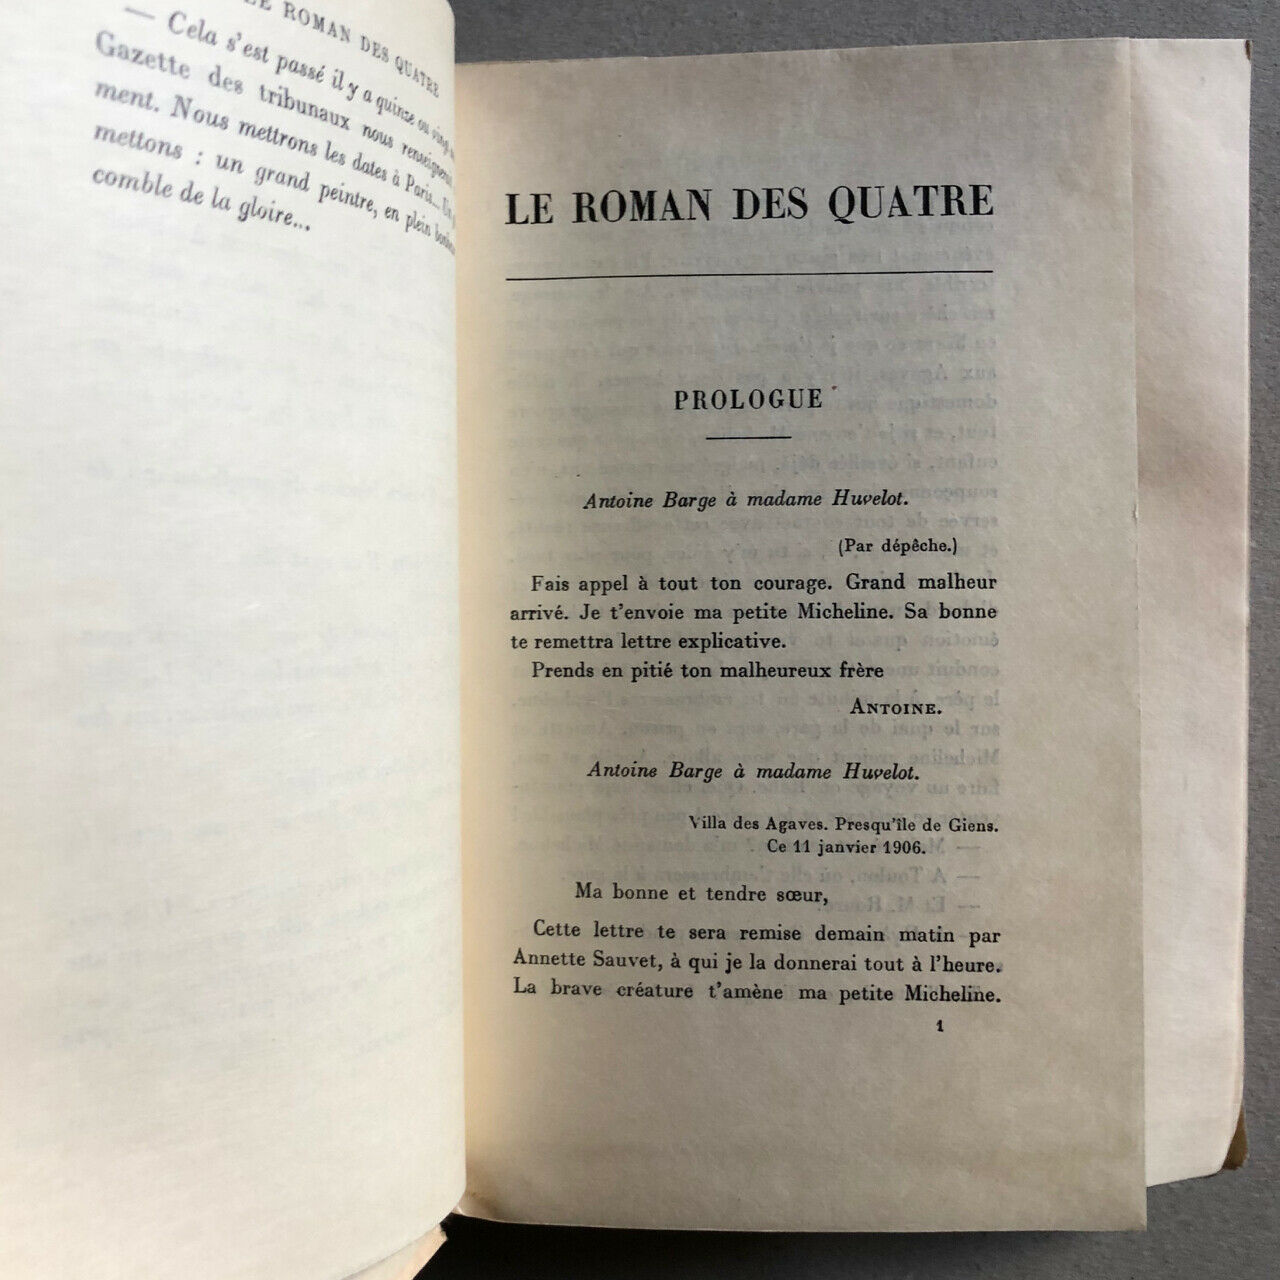 LE ROMAN DES QUATRE
— Cela s'est passé il y a quinze ou
Gazette des tribunaux nous
ment. Nous mettrons les dates à Paris...
mettons : un grand peintre, en plein
comble de la gloire...
LE ROMAN DES QUATRE
PROLOGUE
Antoine Barge à madame Huvelot.
(Par dépêche.)
Fais appel à tout ton courage. Grand malheur
arrivé. Je t'envoie ma petite Micheline. Sa bonne
te remettra lettre explicative.
Prends en pitié ton malheureux frère
ANTOINE.
Antoine Barge à madame Huvelot.
Villa des Agaves. Presqu'île de Giens.
Ce 11 janvier 1906.
Ma bonne et tendre sœur,
Cette lettre te sera remise demain matin par
Annette Sauvet, à qui je la donnerai tout à l'heure.
La brave créature t'amène ma petite Micheline.
1